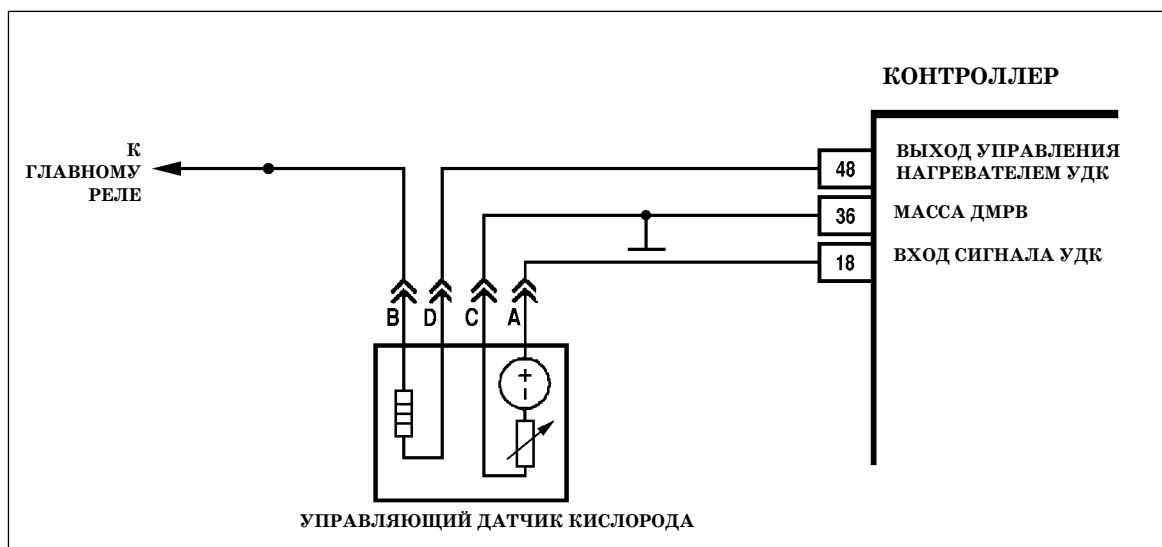 КОНТРОЛЛЕР
К
ГЛАВНОМУ
РЕЛЕ
48
ВЫХОД УПРАВЛЕНИЯ
НАГРЕВАТЕЛЕМ УДК
36
МАССА ДМРВ
18
ВХОД СИГНАЛА УДК
B D C A
УПРАВЛЯЮЩИЙ ДАТЧИК КИСЛОРОДА